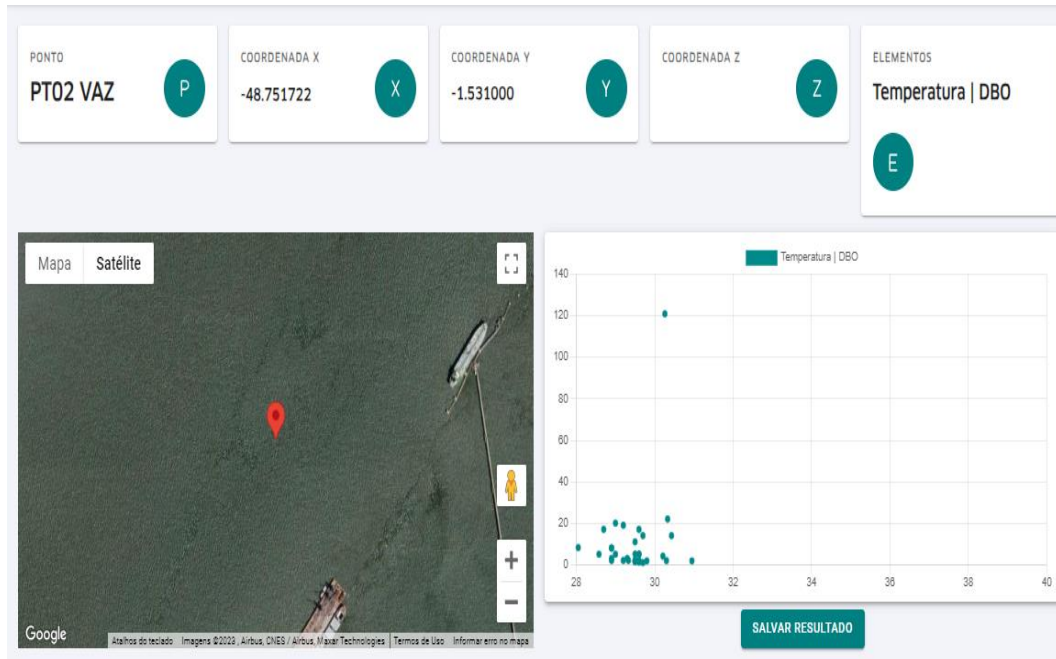 PONTO
PT02 VAZ
P
COORDENADA X
-48.751722
X
COORDENADA Y
-1.531000
Y
COORDENADA Z
Z
ELEMENTOS
Temperatura | DBO
E
Mapa Satélite
Google
Atalhos do teclado Imagens ©2023 , Airbus, CNES / Airbus, Maxar Technologies Termos de Uso Informar erro no mapa
Temperatura | DBO
140
120
100
80
60
40
20
0
28 30 32 34 36 38 40
SALVAR RESULTADO